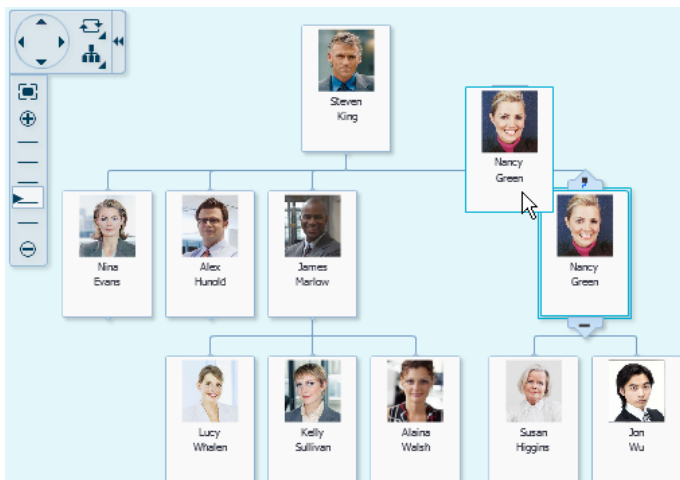 Steven
King
Nancy
Green
Nina
Evans
Alex
Hunold
James
Marlow
Nancy
Green
Lucy
Whalen
Kelly
Sullivan
Alaina
Walsh
Susan
Higgins
Jon
Wu